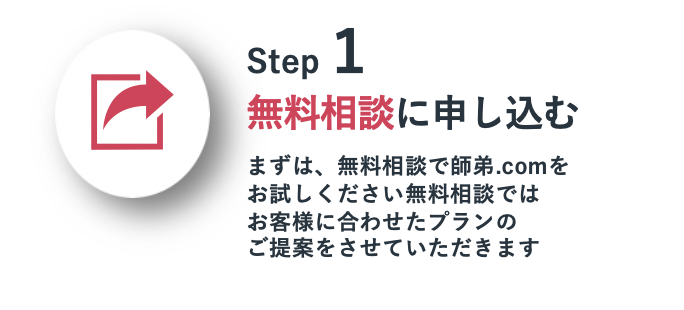 Step 1
無料相談に申し込む
まずは、無料相談で師弟.comを
お試しください無料相談では
お客様に合わせたプランの
ご提案をさせていただきます